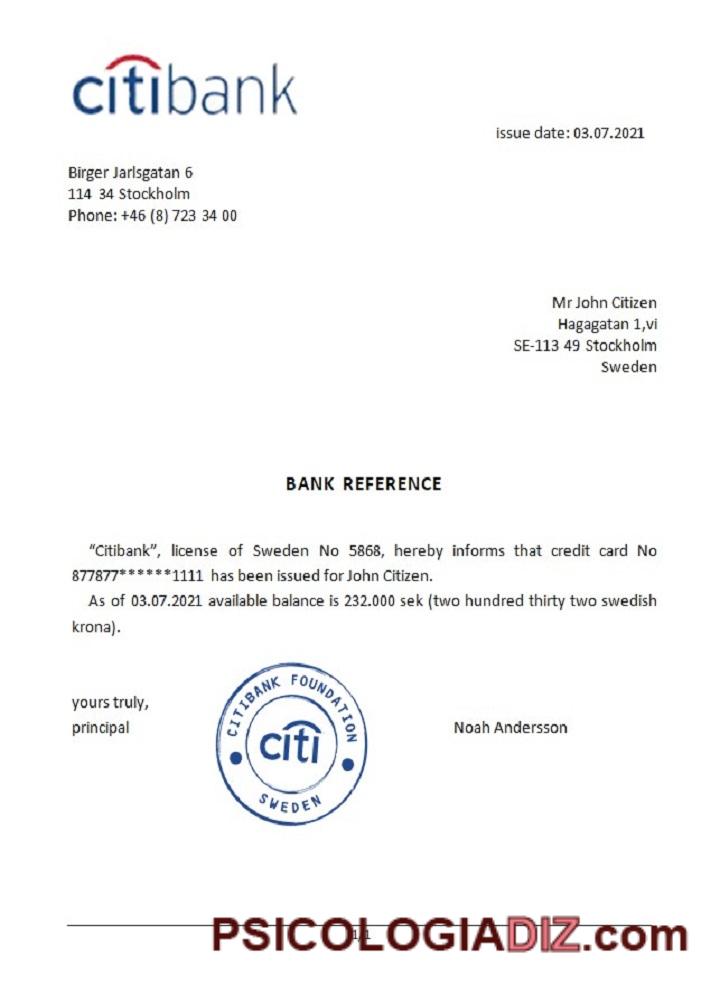 citibank
issue date: 03.07.2021
Birger Jarlsgatan 6
114 34 Stockholm
Phone: +46 (8) 723 34 00
Mr John Citizen
Hagagatan 1,vi
SE-113 49 Stockholm
Sweden
BANK REFERENCE
“Citibank”, license of Sweden No 5868, hereby informs that credit card No
877877******1111 has been issued for John Citizen.
As of 03.07.2021 available balance is 232.000 sek (two hundred thirty two swedish
krona).
yours truly,
principal
CITIBANK FOUNDATION
citi
SWEDEN
Noah Andersson
1/1
PSICOLOGIADIZ.com